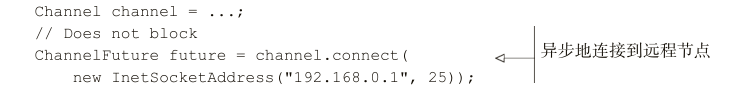 Channel channel = ...;
// Does not block
ChannelFuture future = channel.connect(
    new InetSocketAddress("192.168.0.1", 25));
异步地连接到远程节点